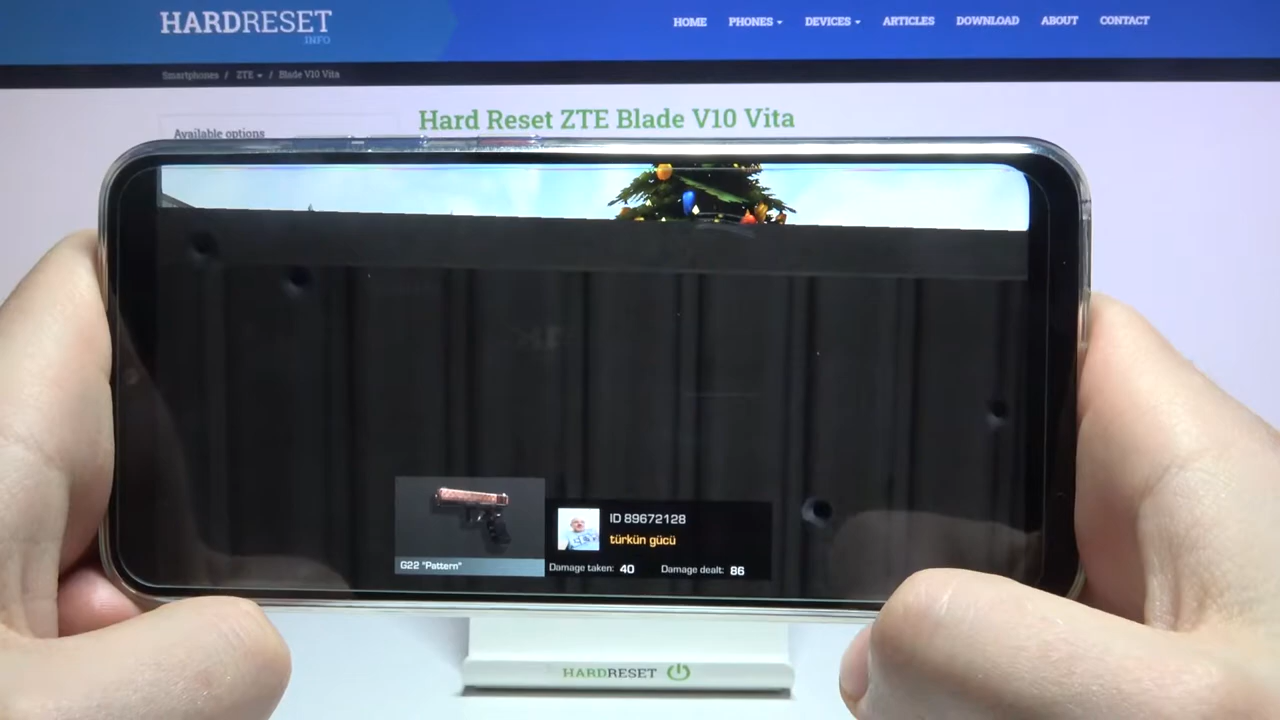 HARDRESET
INFO
HOME PHONES DEVICES ARTICLES DOWNLOAD ABOUT CONTACT
Smartphones / ZTE / Blade V10 Vita
Hard Reset ZTE Blade V10 Vita
Available options
ID 89672128
türkün gücü
G22 "Pattern"
Damage taken: 40 Damage dealt: 86
HARDRESET